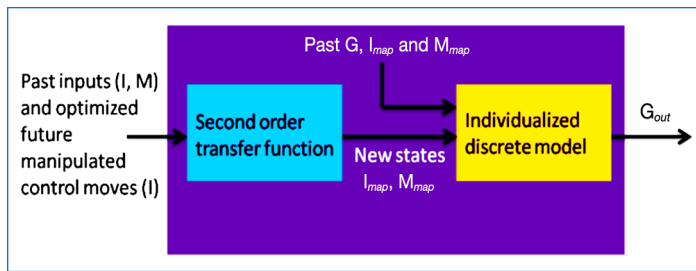 Past G, Imap and Mmap
Past inputs (I, M)
and optimized
future
manipulated
control moves (I)
Second order
transfer function
New states
Imap, Mmap
Individualized
discrete model
Gout